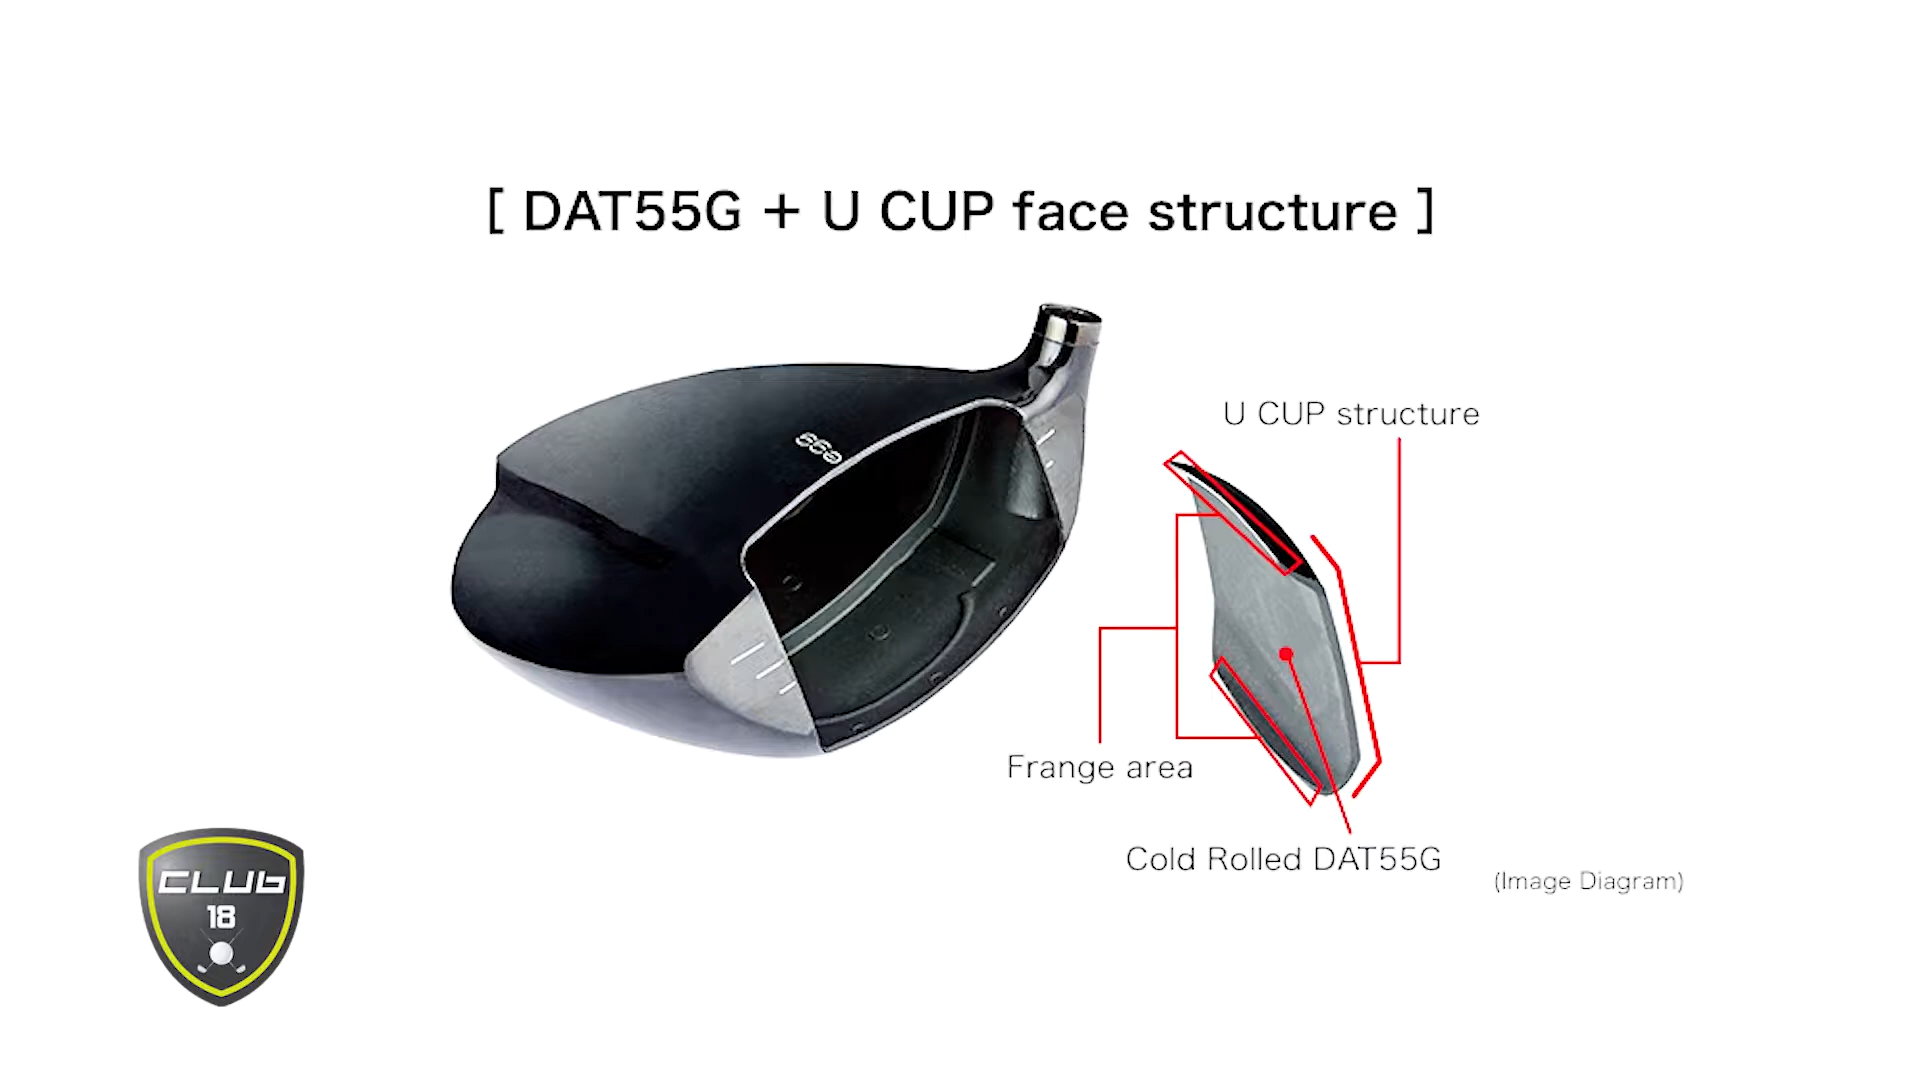 [ DAT55G + U CUP face structure ]
U CUP structure
Frange area
Cold Rolled DAT55G
(Image Diagram)
CLUb
18